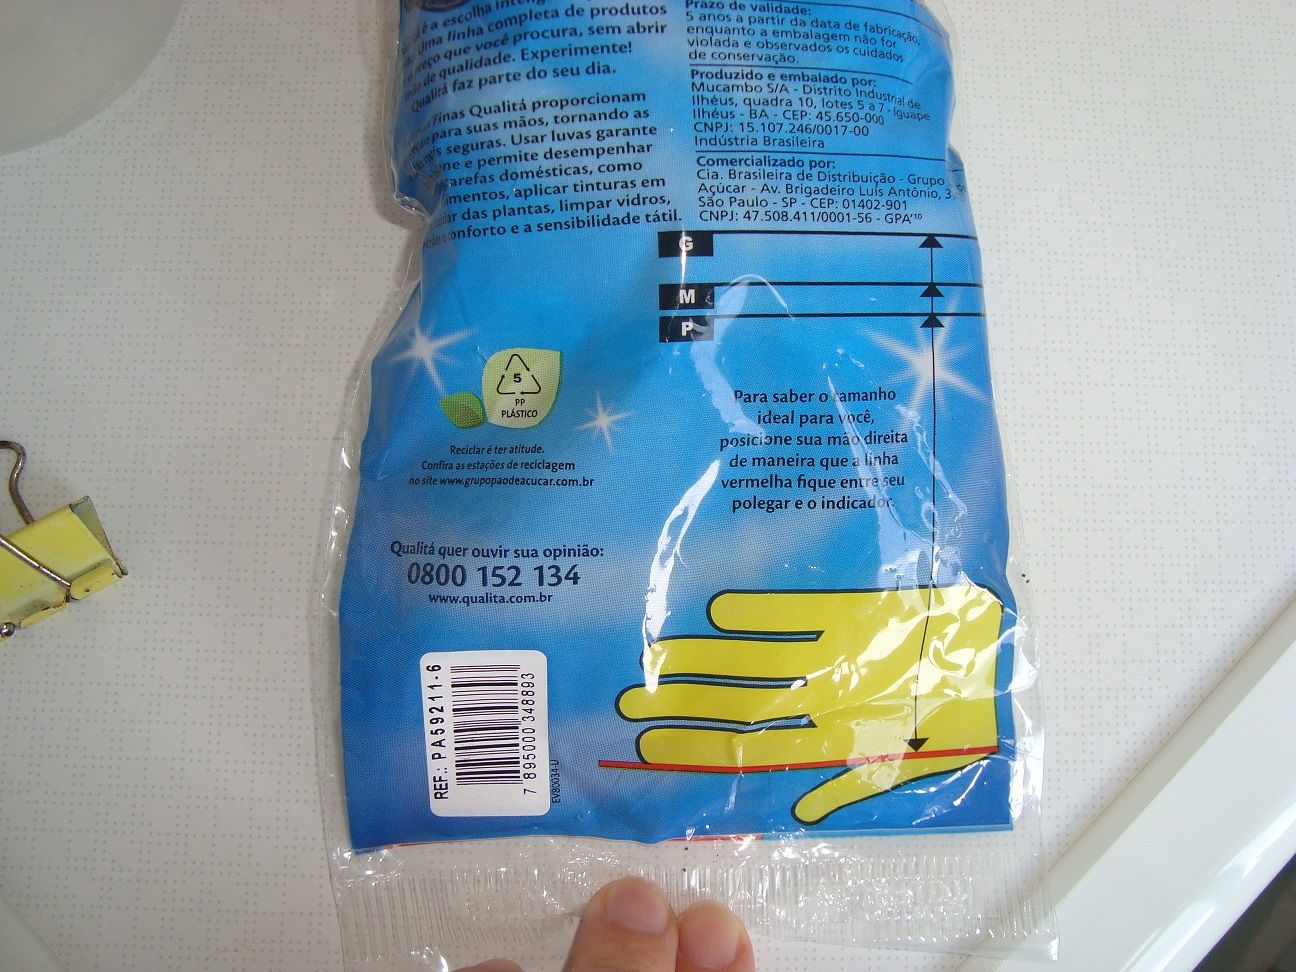 é a escolha
Uma linha completa de produtos
preço que você procura, sem abrir
mão de qualidade. Experimente!
Qualitá faz parte do seu dia.
Finas Qualitá proporcionam
para suas mãos, tornando as
mais seguras. Usar luvas garante
e permite desempenhar
tarefas domésticas, como
aplicar tinturas em
cuidar das plantas, limpar vidros,
perder o conforto e a sensibilidade tátil.
Prazo de validade:
5 anos a partir da data de fabricação,
enquanto a embalagem não for
violada e observados os cuidados
de conservação.
Produzido e embalado por:
Mucambo S/A - Distrito Industrial de
Ilhéus, quadra 10, lotes 5 a 7 - Iguape
Ilhéus - BA - CEP: 45.650-000
CNPJ: 15.107.246/0017-00
Indústria Brasileira
Comercializado por:
Cia. Brasileira de Distribuição - Grupo
Açúcar - Av. Brigadeiro Luís Antônio, 3.
São Paulo - SP - CEP: 01402-901
CNPJ: 47.508.411/0001-56 - GPA'10
G
M
P
Para saber o tamanho
ideal para você,
posicione sua mão direita
de maneira que a linha
vermelha fique entre seu
polegar e o indicador.
5
PP
PLÁSTICO
Reciclar é ter atitude.
Confira as estações de reciclagem
no site www.grupopaodeacucar.com.br
Qualitá quer ouvir sua opinião:
0800 152 134
www.qualita.com.br
REF.: PA59211-6
7 895000 348893
EV80034-U